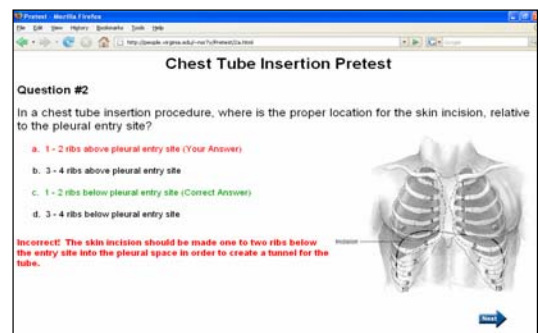 Pretest - Mozilla Firefox
File Edit View History Bookmarks Tools Help
Chest Tube Insertion Pretest
Question #2
In a chest tube insertion procedure, where is the proper location for the skin incision, relative
to the pleural entry site?
a. 1 - 2 ribs above pleural entry site (Your Answer)
b. 3 - 4 ribs above pleural entry site
c. 1 - 2 ribs below pleural entry site (Correct Answer)
d. 3 - 4 ribs below pleural entry site
Incorrect! The skin incision should be made one to two ribs below
the entry site into the pleural space in order to create a tunnel for the
tube.
Incision
Next